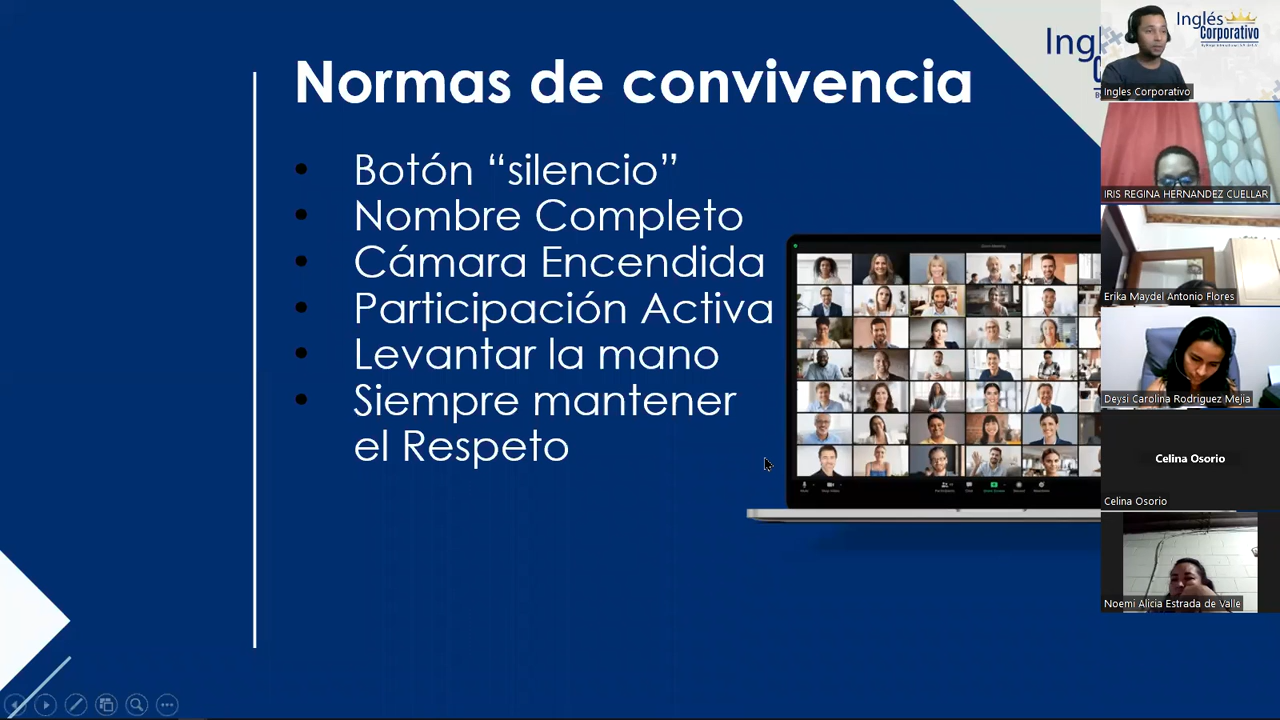 Normas de convivencia
• Botón “silencio”
• Nombre Completo
• Cámara Encendida
• Participación Activa
• Levantar la mano
• Siempre mantener
el Respeto
Ing
Inglés
Corporativo
Ingles Corporativo
IRIS REGINA HERNANDEZ CUELLAR
Erika Maydel Antonio Flores
Deysi Carolina Rodriguez Mejia
Celina Osorio
Celina Osorio
Noemi Alicia Estrada de Valle